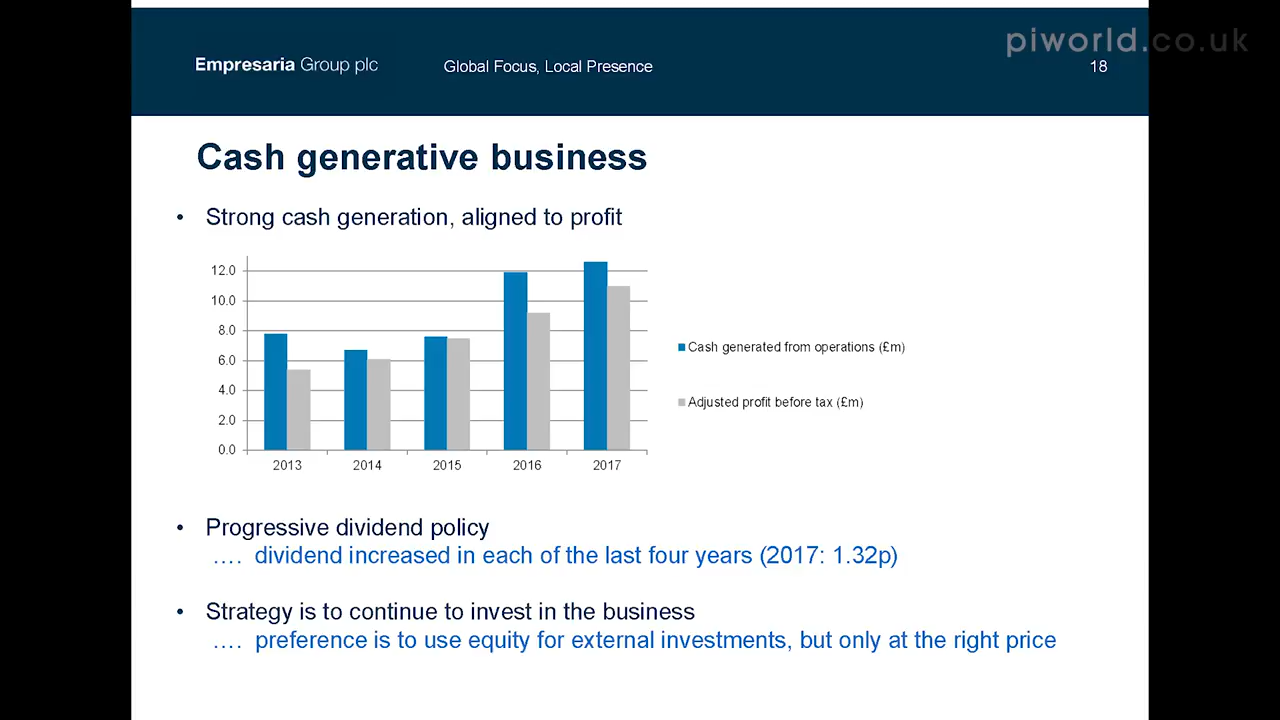 piworld.co.uk
Empresaria Group plc
Global Focus, Local Presence
18
Cash generative business
• Strong cash generation, aligned to profit
12.0
10.0
8.0
6.0
4.0
2.0
0.0
2013 2014 2015 2016 2017
Cash generated from operations (£m)
Adjusted profit before tax (£m)
• Progressive dividend policy
…. dividend increased in each of the last four years (2017: 1.32p)
• Strategy is to continue to invest in the business
…. preference is to use equity for external investments, but only at the right price